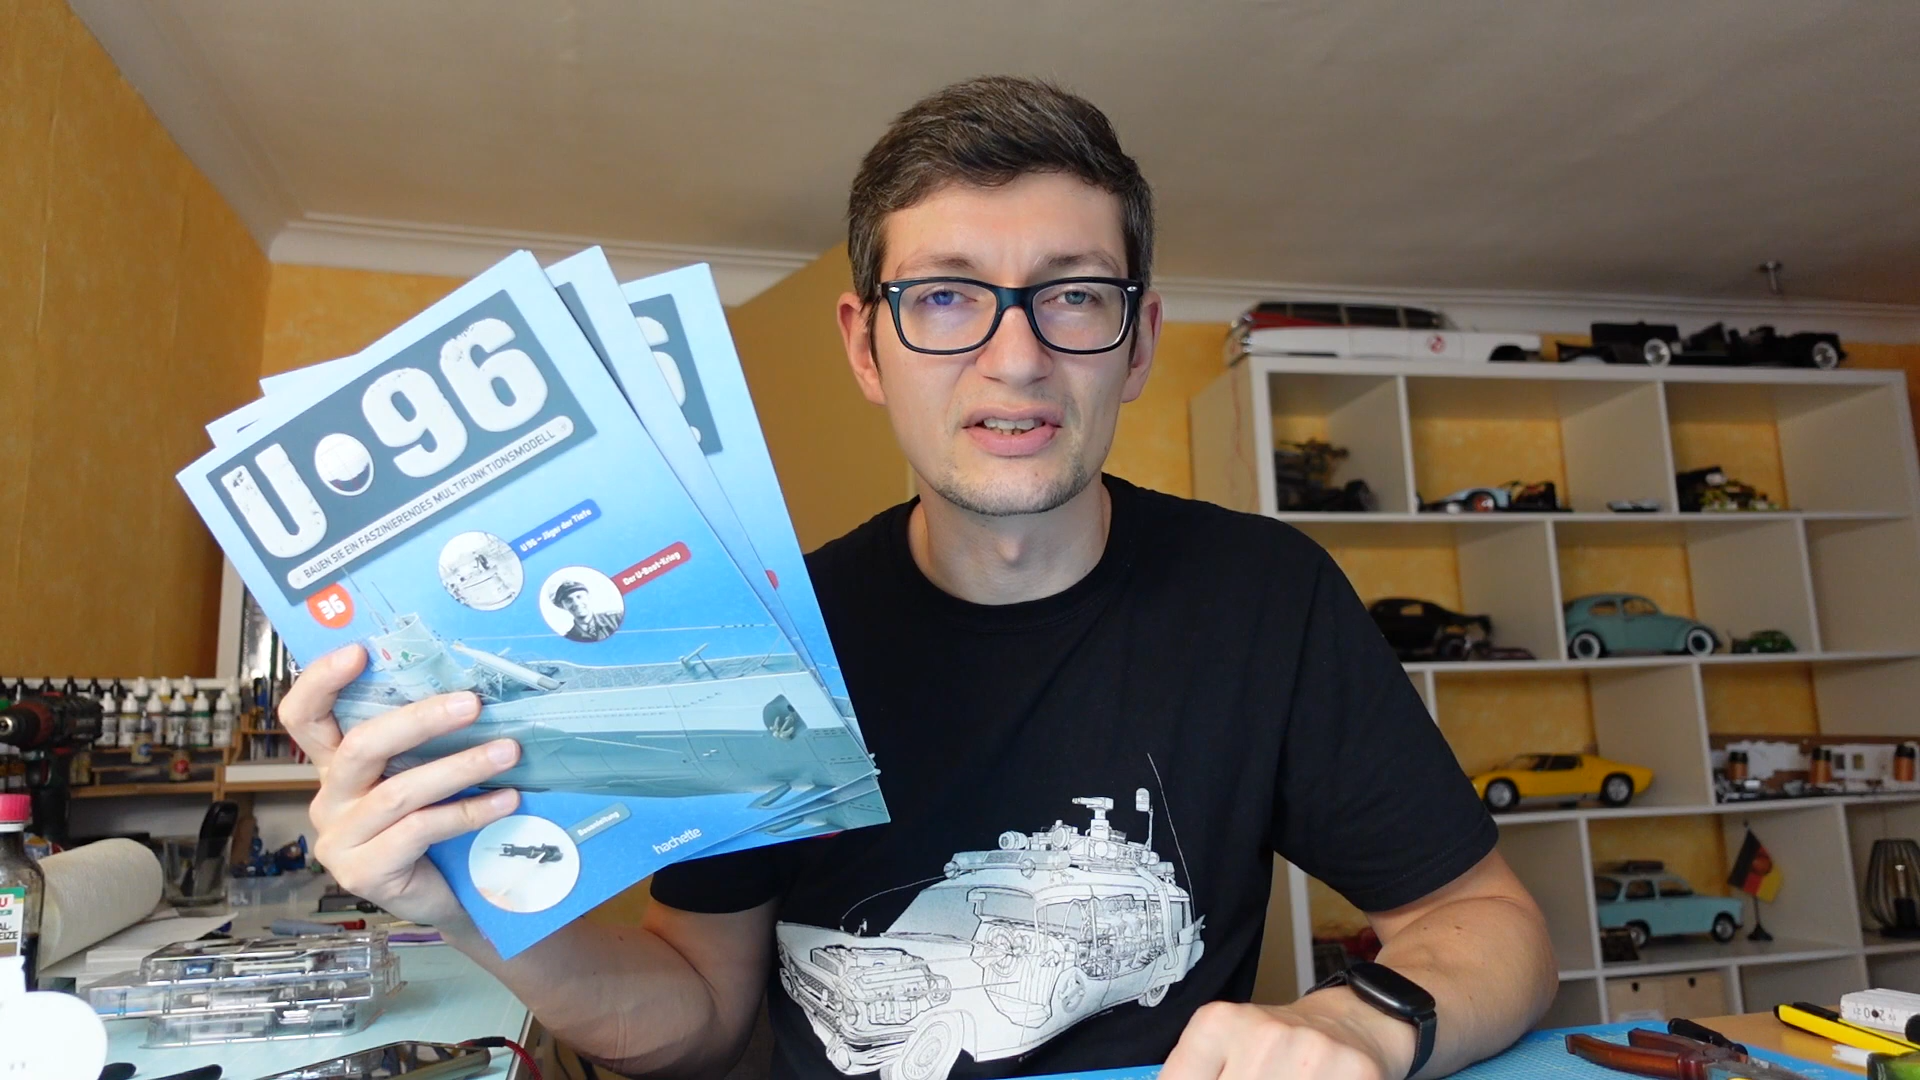 U·96
BAUEN SIE EIN FASZINIERENDES MULTIFUNKTIONSMODELL
36
U 96 – Jäger der Tiefe
Der U-Boot-Krieg
Bauanleitung
hachette